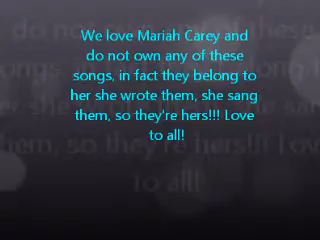 We love Mariah Carey and
do not own any of these
songs, in fact they belong to
her she wrote them, she sang
them, so they're hers!!! Love
to all!